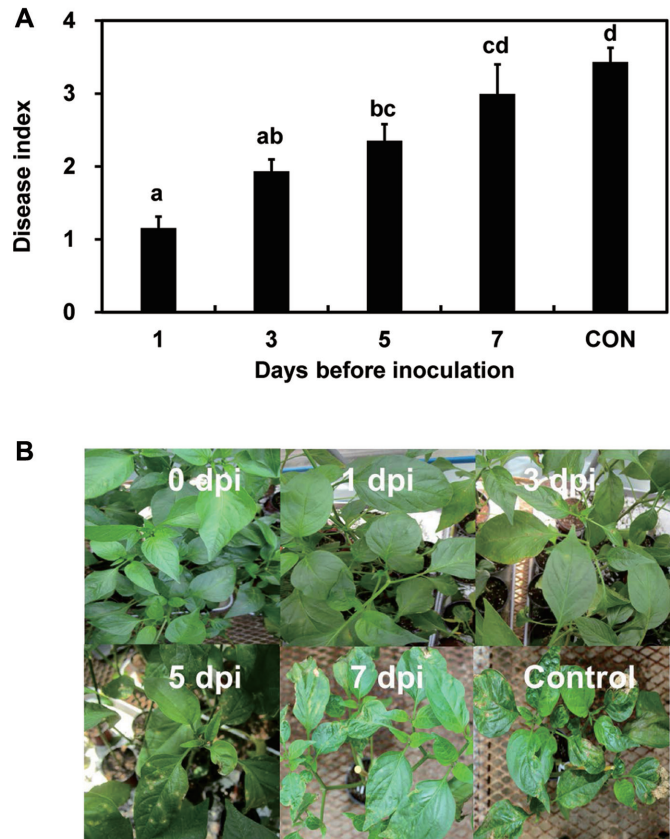 A
Disease index
4
3
2
1
0
a
ab
bc
cd
d
1 3 5 7 CON
Days before inoculation
B
0 dpi 1 dpi 3 dpi
5 dpi 7 dpi Control